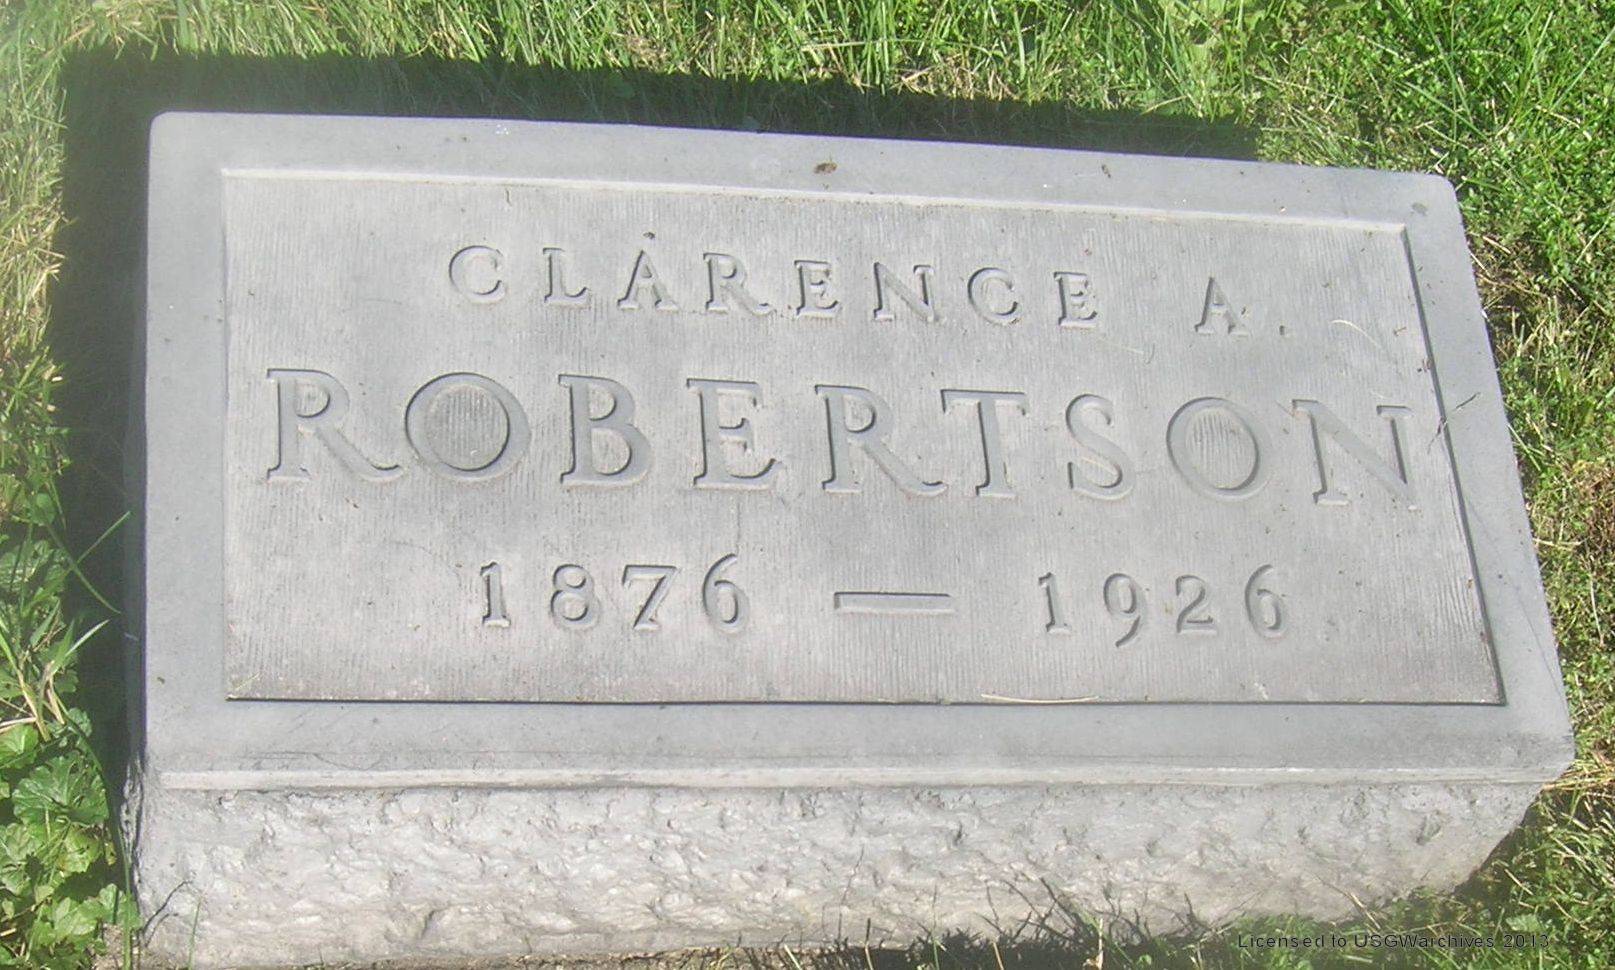 CLARENCE A.
ROBERTSON
1876 — 1926
Licensed to USGWarchives 2013